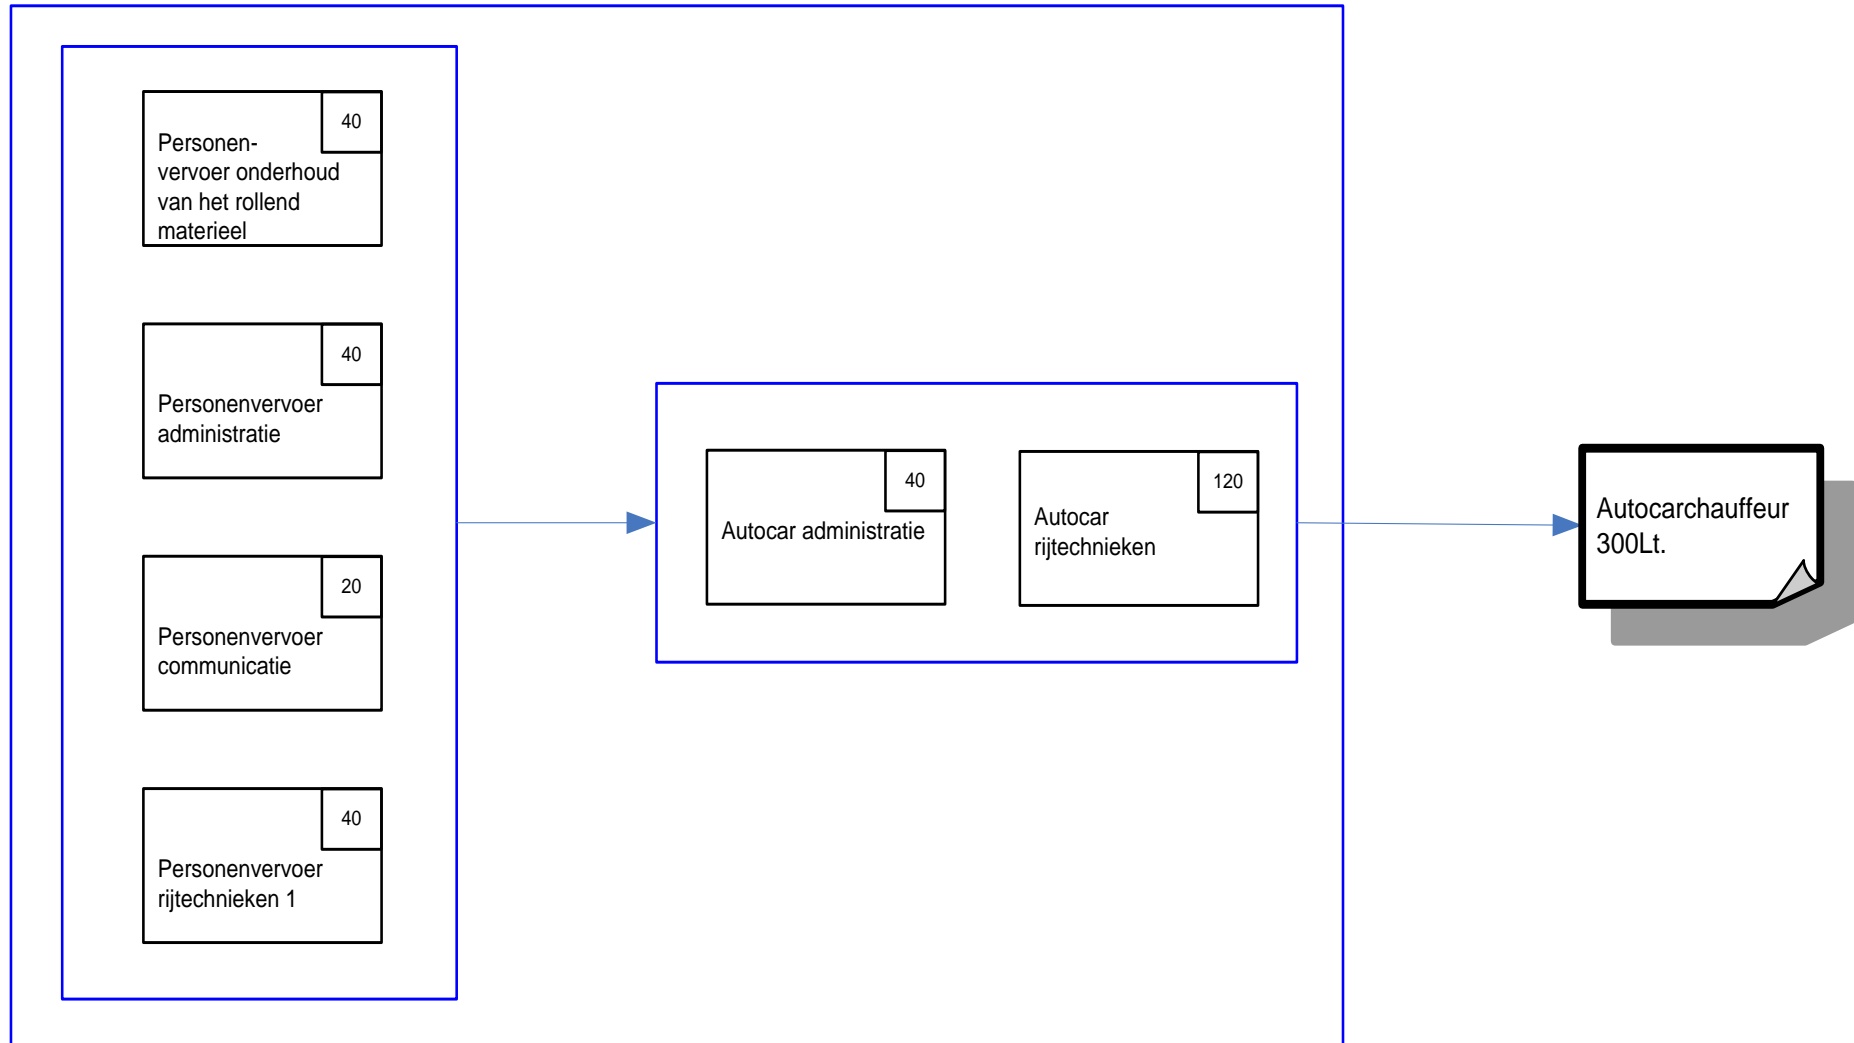 40
Personen-
vervoer onderhoud
van het rollend
materieel
40
Personenvervoer
administratie
20
Personenvervoer
communicatie
40
Personenvervoer
rijtechnieken 1
40
Autocar administratie
120
Autocar
rijtechnieken
Autocarchauffeur
300Lt.